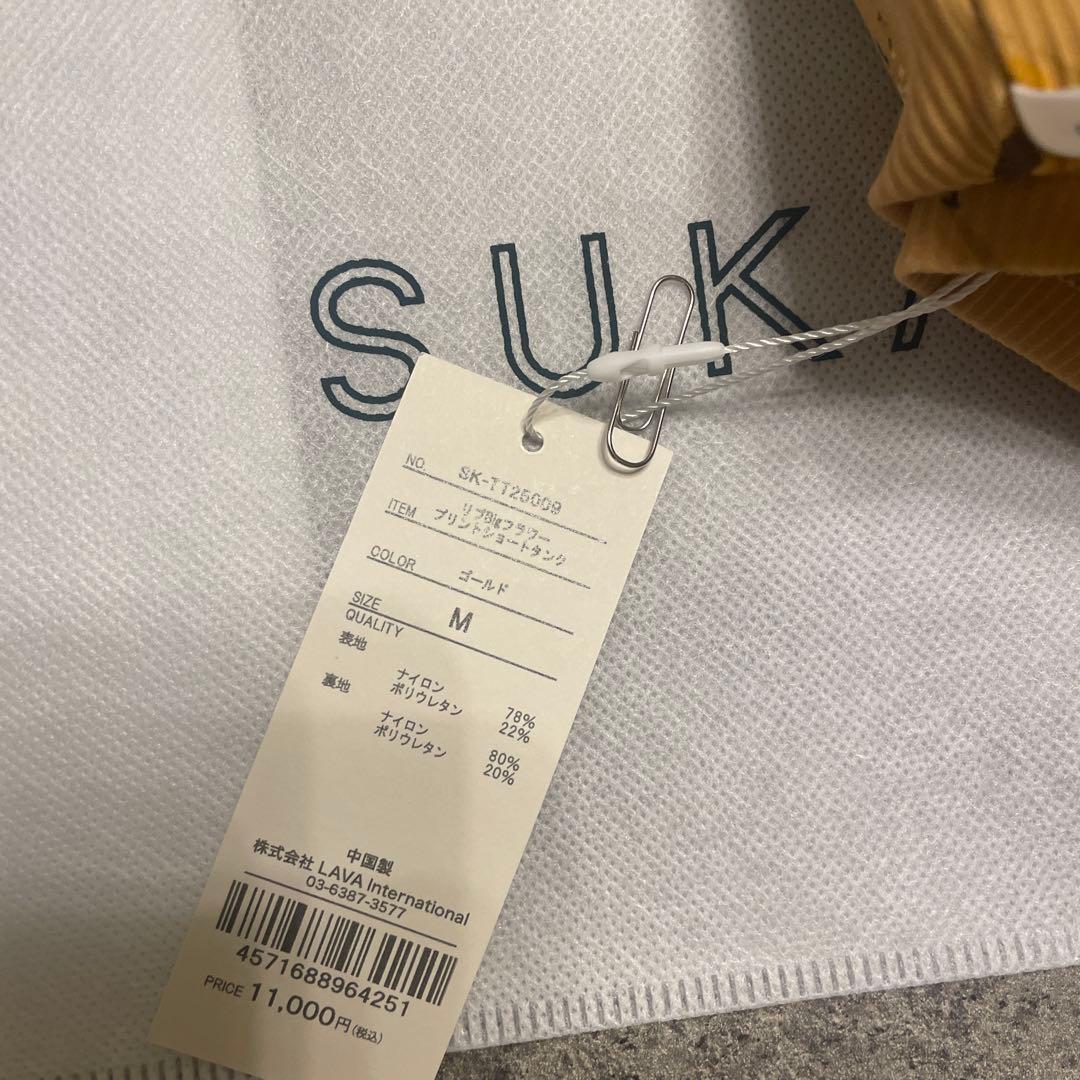 SUK
NO. SK-TT25009
ITEM リブBigフラワー
プリントショートタンク
COLOR ゴールド
SIZE M
QUALITY
表地
ナイロン 78%
ポリウレタン 22%
裏地
ナイロン 80%
ポリウレタン 20%
中国製
株式会社 LAVA International
03-6387-3577
4571688964251
PRICE 11,000円(税込)